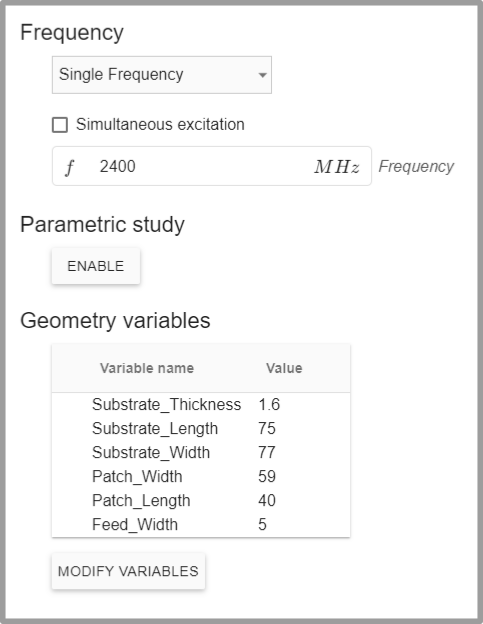 Frequency
Single Frequency
Simultaneous excitation
f 2400 MHz Frequency
Parametric study
ENABLE
Geometry variables
Variable name Value
Substrate_Thickness 1.6
Substrate_Length 75
Substrate_Width 77
Patch_Width 59
Patch_Length 40
Feed_Width 5
MODIFY VARIABLES